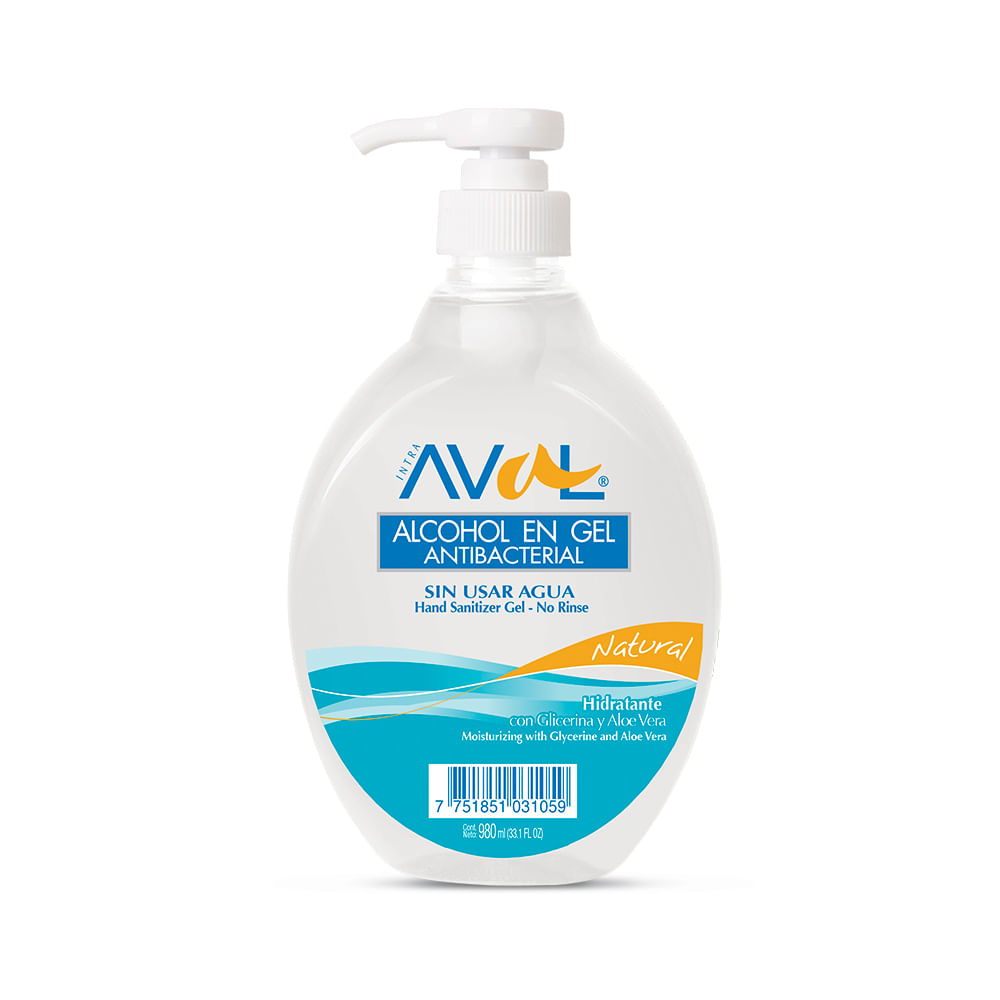 INTRA
AVAL®
ALCOHOL EN GEL
ANTIBACTERIAL
SIN USAR AGUA
Hand Sanitizer Gel - No Rinse
Natural
Hidratante
con Glicerina y Aloe Vera
Moisturizing with Glycerine and Aloe Vera
7 751851 031059
Cont.
Neto: 980 ml (33.1 FL OZ)